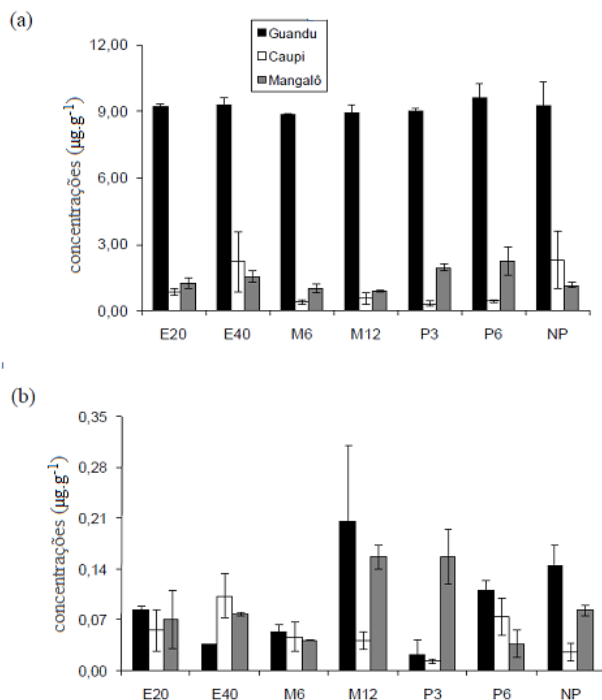 (a)
Guandu
Caupi
Mangalô
concentrações (µg.g-1)
12,00
9,00
6,00
3,00
0,00
E20 E40 M6 M12 P3 P6 NP
(b)
concentrações (µg.g-1)
0,35
0,28
0,21
0,14
0,07
0,00
E20 E40 M6 M12 P3 P6 NP